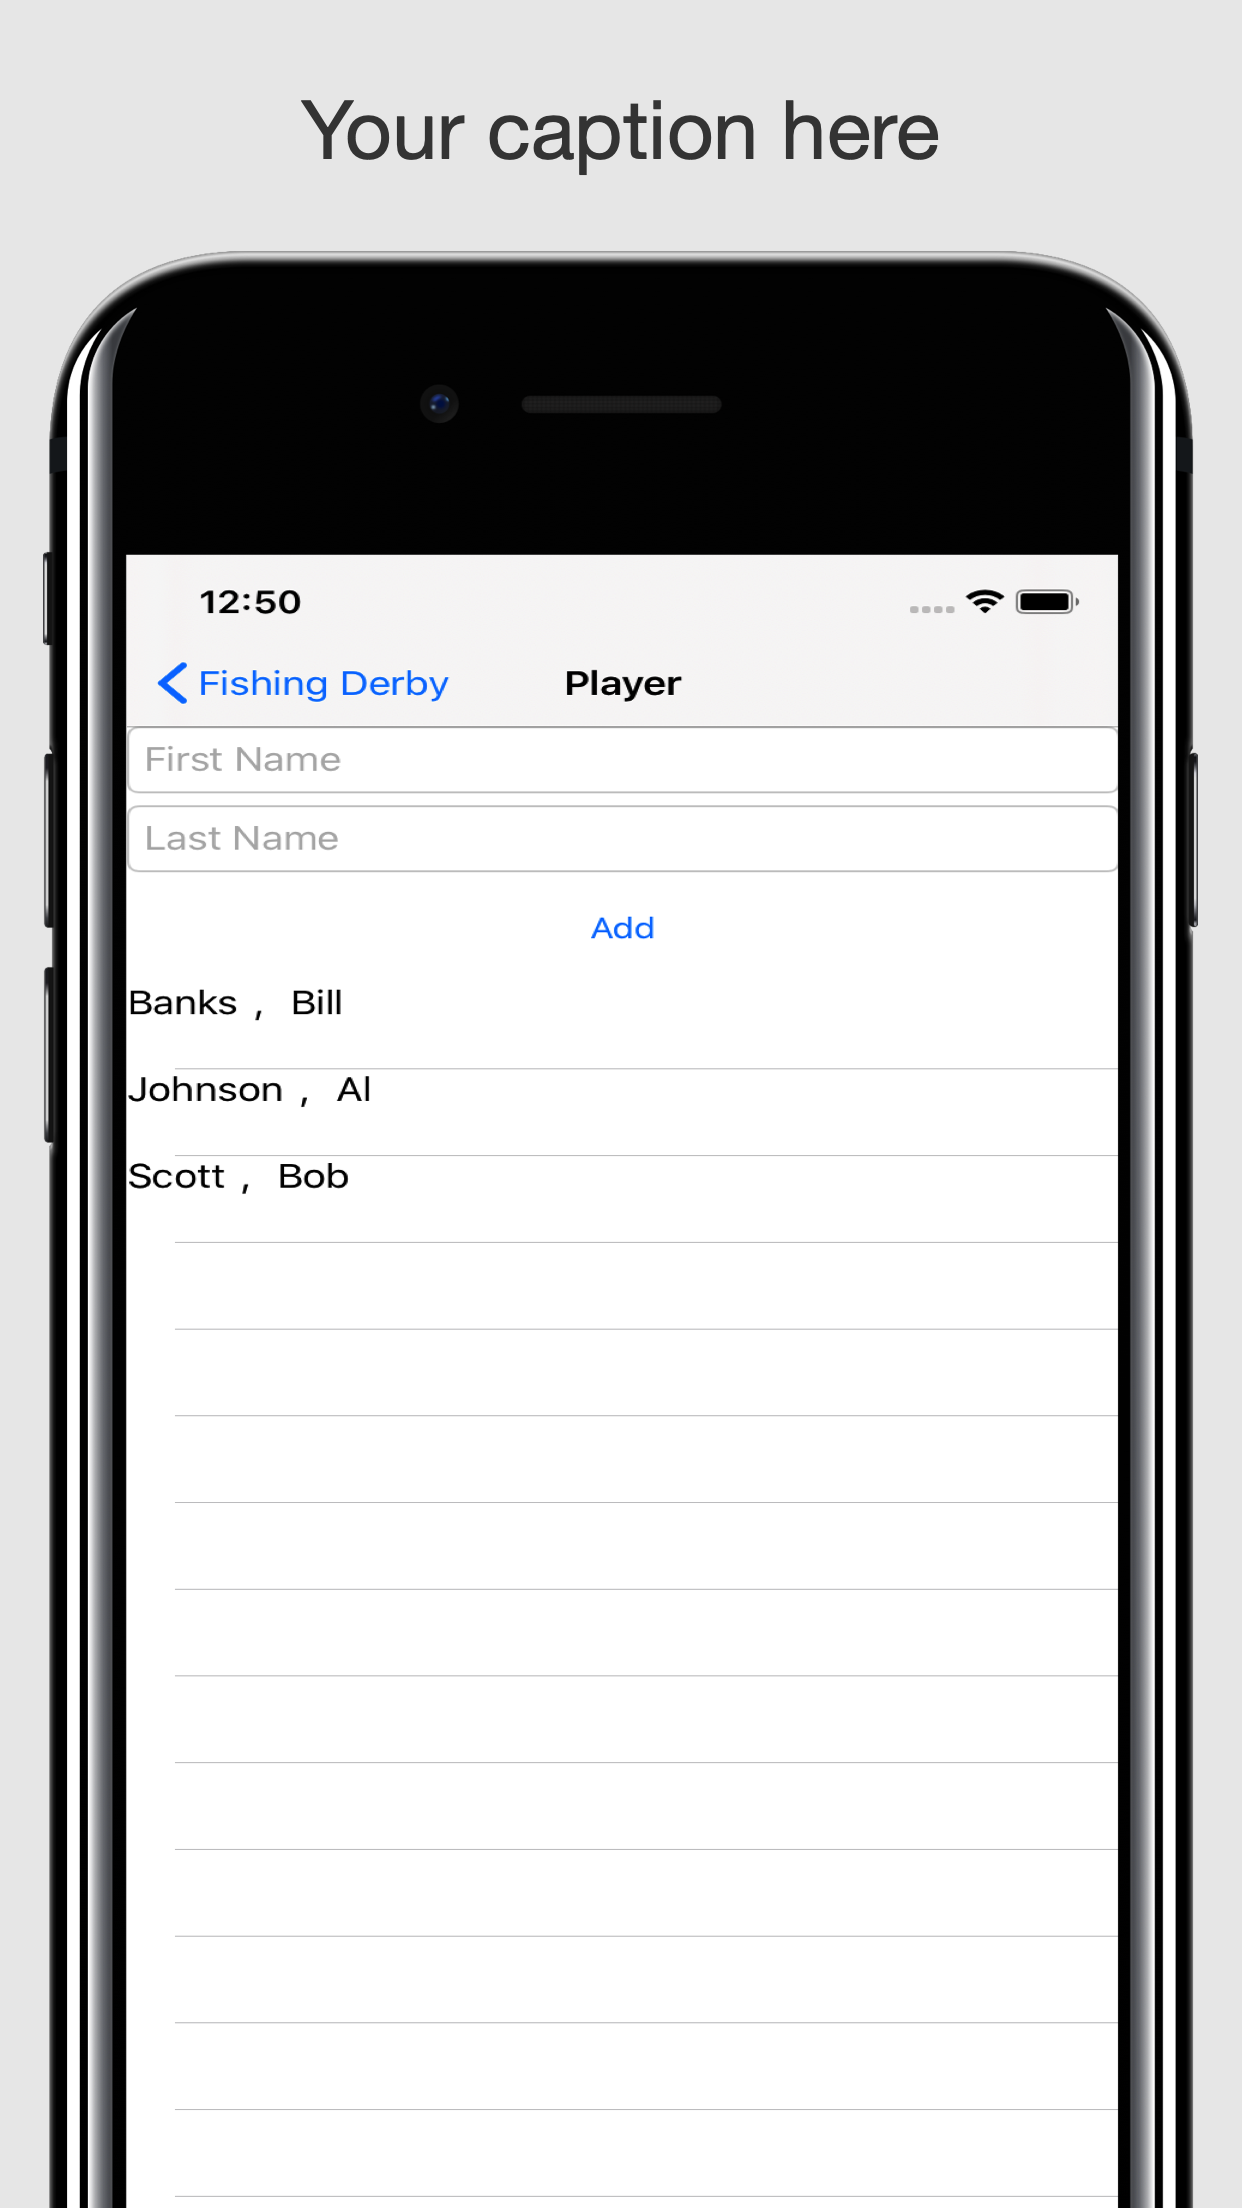 Your caption here
12:50
Fishing Derby Player
First Name
Last Name
Add
Banks , Bill
Johnson , Al
Scott , Bob